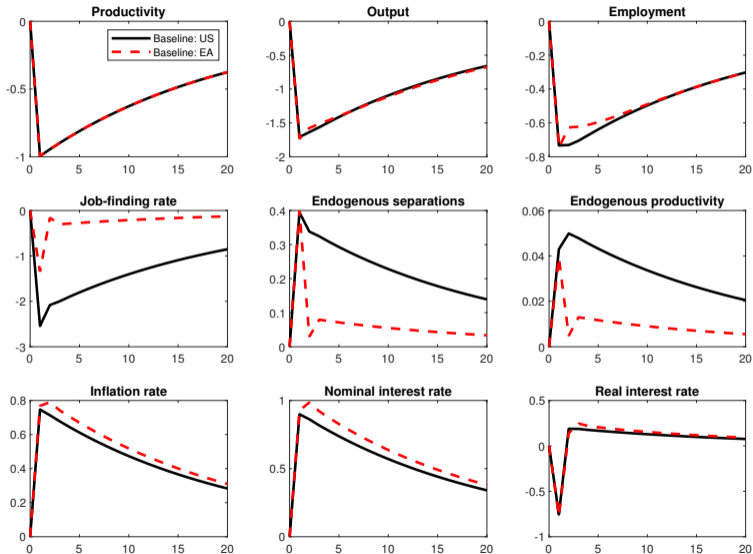 Productivity
Output
Employment
Baseline: US
Baseline: EA
0
-0.5
-1
0 5 10 15 20
0
-0.5
-1
-1.5
-2
0 5 10 15 20
0
-0.2
-0.4
-0.6
-0.8
0 5 10 15 20
Job-finding rate
Endogenous separations
Endogenous productivity
0
-1
-2
-3
0 5 10 15 20
0.4
0.3
0.2
0.1
0
0 5 10 15 20
0.06
0.04
0.02
0
0 5 10 15 20
Inflation rate
Nominal interest rate
Real interest rate
0.8
0.6
0.4
0.2
0
0 5 10 15 20
1
0.5
0
0 5 10 15 20
0.5
0
-0.5
-1
0 5 10 15 20